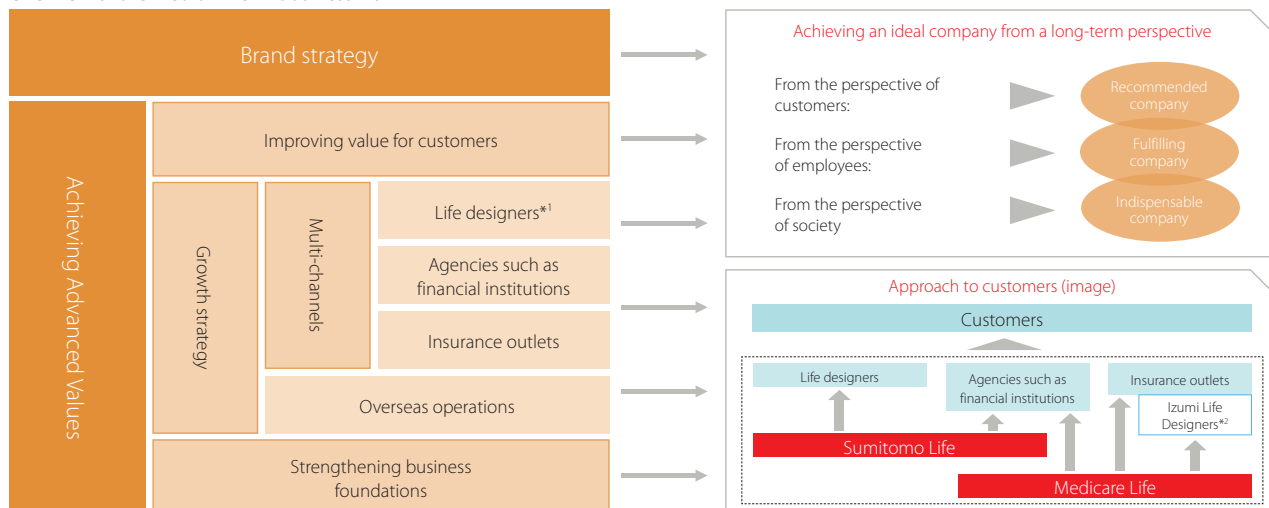 Brand strategy
Achieving Advanced Values
Improving value for customers
Growth strategy
Multi-channels
Life designers*1
Agencies such as
financial institutions
Insurance outlets
Overseas operations
Strengthening business
foundations
Achieving an ideal company from a long-term perspective
From the perspective of
customers:
Recommended
company
From the perspective
of employees:
Fulfilling
company
From the perspective
of society
Indispensable
company
Approach to customers (image)
Customers
Life designers
Agencies such as
financial institutions
Insurance outlets
Izumi Life
Designers*2
Sumitomo Life
Medicare Life